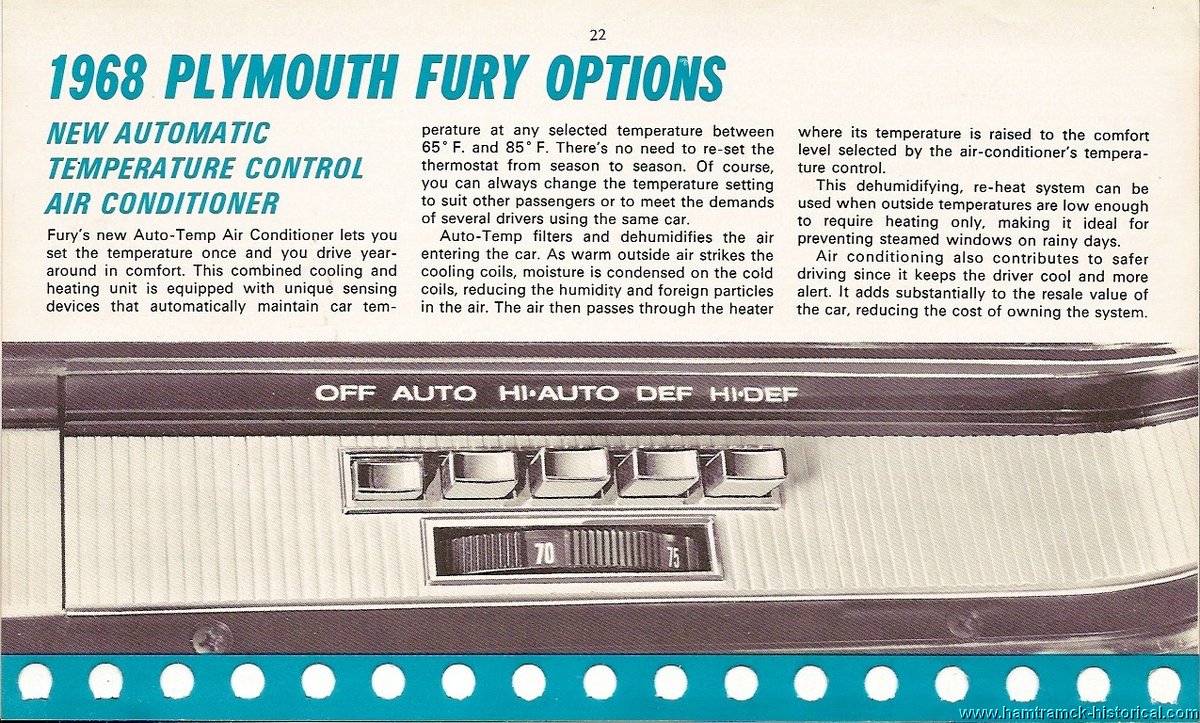 22
1968 PLYMOUTH FURY OPTIONS
NEW AUTOMATIC
TEMPERATURE CONTROL
AIR CONDITIONER
Fury's new Auto-Temp Air Conditioner lets you
set the temperature once and you drive year-
around in comfort. This combined cooling and
heating unit is equipped with unique sensing
devices that automatically maintain car tem-
perature at any selected temperature between
65° F. and 85° F. There's no need to re-set the
thermostat from season to season. Of course,
you can always change the temperature setting
to suit other passengers or to meet the demands
of several drivers using the same car.
Auto-Temp filters and dehumidifies the air
entering the car. As warm outside air strikes the
cooling coils, moisture is condensed on the cold
coils, reducing the humidity and foreign particles
in the air. The air then passes through the heater
where its temperature is raised to the comfort
level selected by the air-conditioner's tempera-
ture control.
This dehumidifying, re-heat system can be
used when outside temperatures are low enough
to require heating only, making it ideal for
preventing steamed windows on rainy days.
Air conditioning also contributes to safer
driving since it keeps the driver cool and more
alert. It adds substantially to the resale value of
the car, reducing the cost of owning the system.
OFF AUTO HI•AUTO DEF HI•DEF
70 75
www.hamtramck-historical.com